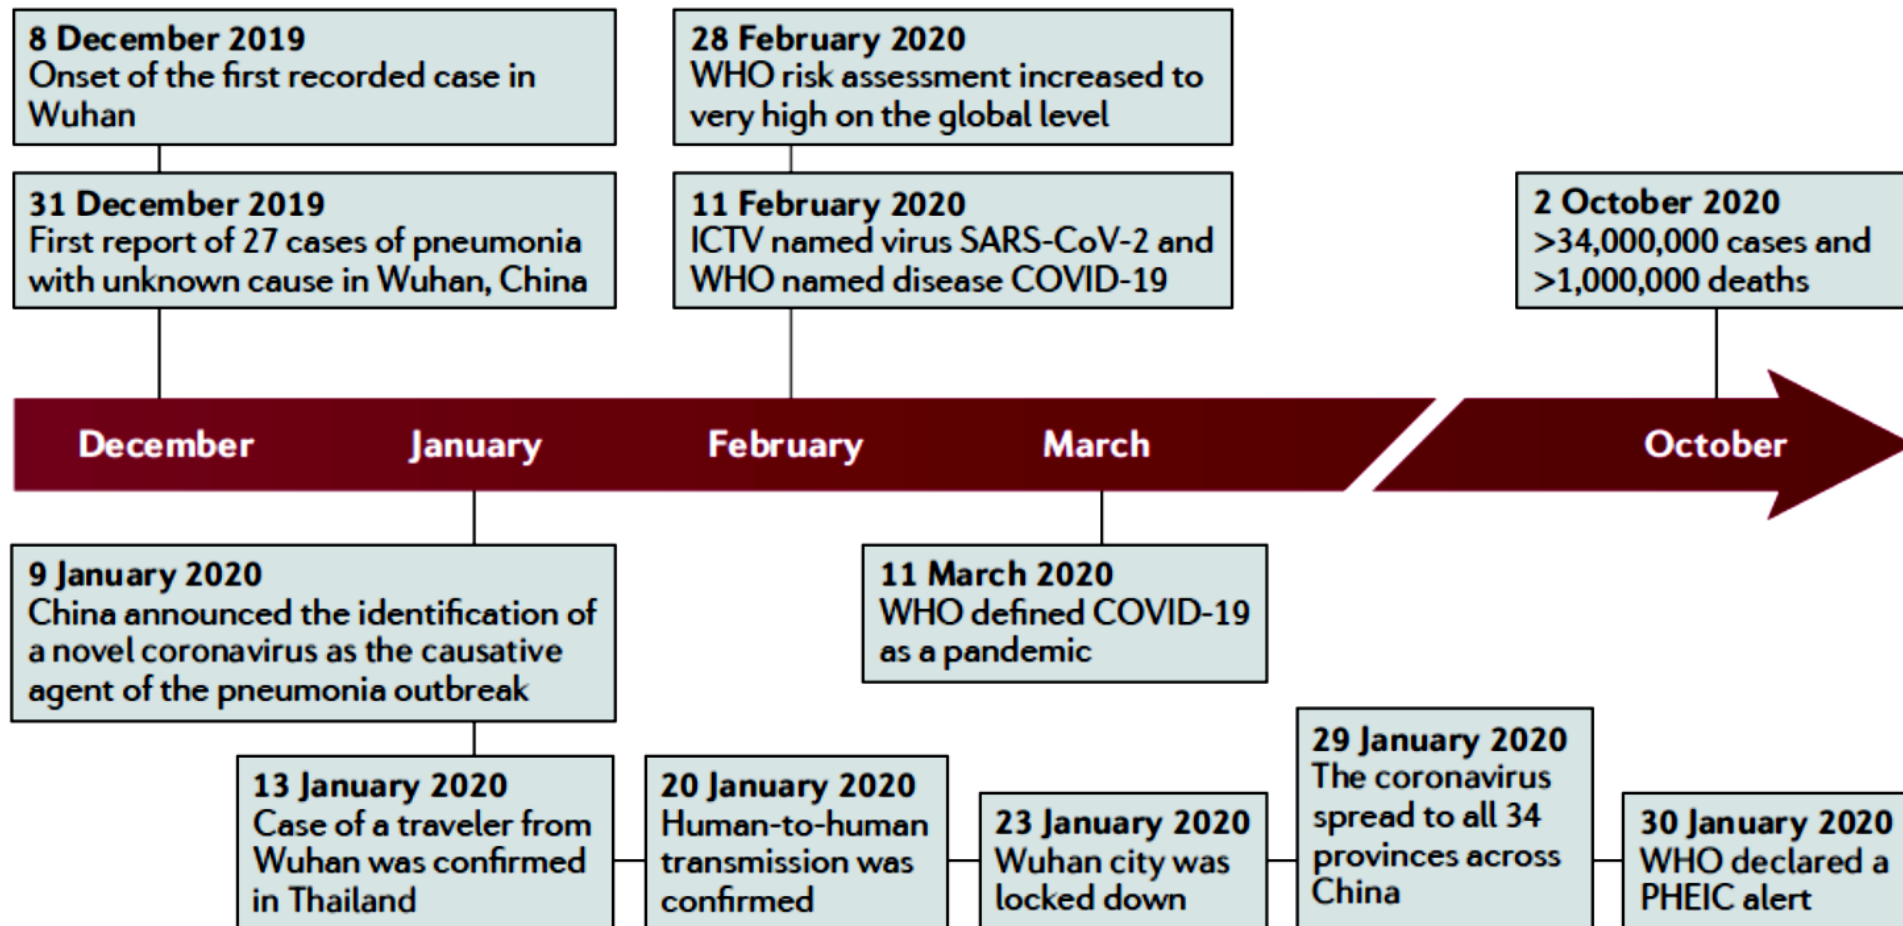 8 December 2019
Onset of the first recorded case in
Wuhan
28 February 2020
WHO risk assessment increased to
very high on the global level
31 December 2019
First report of 27 cases of pneumonia
with unknown cause in Wuhan, China
11 February 2020
ICTV named virus SARS-CoV-2 and
WHO named disease COVID-19
2 October 2020
>34,000,000 cases and
>1,000,000 deaths
December January February March October
9 January 2020
China announced the identification of
a novel coronavirus as the causative
agent of the pneumonia outbreak
11 March 2020
WHO defined COVID-19
as a pandemic
13 January 2020
Case of a traveler from
Wuhan was confirmed
in Thailand
20 January 2020
Human-to-human
transmission was
confirmed
23 January 2020
Wuhan city was
locked down
29 January 2020
The coronavirus
spread to all 34
provinces across
China
30 January 2020
WHO declared a
PHEIC alert